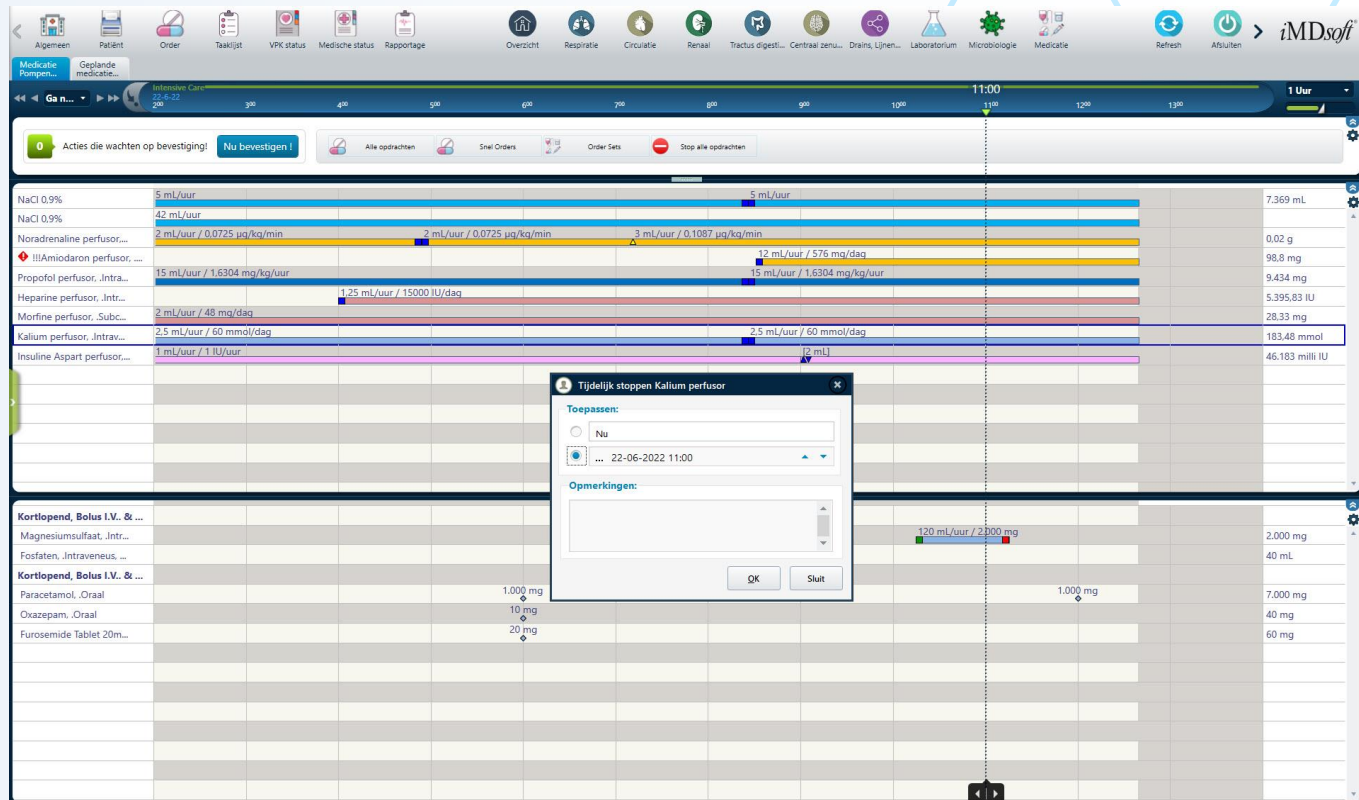 Algemeen Patiënt Order Taaklijst VPK status Medische status Rapportage Overzicht Respiratie Circulatie Renaal Tractus digesti... Centraal zenu... Drains, Lijnen... Laboratorium Microbiologie Medicatie Refresh Afsluiten iMDsoft
Medicatie Pompen... Geplande medicatie...
Ga n... Intensive Care 11:00 1 Uur
22-6-22
2⁰⁰ 3⁰⁰ 4⁰⁰ 5⁰⁰ 6⁰⁰ 7⁰⁰ 8⁰⁰ 9⁰⁰ 10⁰⁰ 11⁰⁰ 12⁰⁰ 13⁰⁰
0 Acties die wachten op bevestiging! Nu bevestigen ! Alle opdrachten Snel Orders Order Sets Stop alle opdrachten
NaCl 0,9% 5 mL/uur 5 mL/uur 7.369 mL
NaCl 0,9% 42 mL/uur
Noradrenaline perfusor,... 2 mL/uur / 0,0725 µg/kg/min 2 mL/uur / 0,0725 µg/kg/min 3 mL/uur / 0,1087 µg/kg/min 0,02 g
!!!Amiodaron perfusor, .... 12 mL/uur / 576 mg/dag 98,8 mg
Propofol perfusor, .Intra... 15 mL/uur / 1,6304 mg/kg/uur 15 mL/uur / 1,6304 mg/kg/uur 9.434 mg
Heparine perfusor, .Intr... 1,25 mL/uur / 15000 IU/dag 5.395,83 IU
Morfine perfusor, .Subc... 2 mL/uur / 48 mg/dag 28,33 mg
Kalium perfusor, .Intrav... 2,5 mL/uur / 60 mmol/dag 2,5 mL/uur / 60 mmol/dag 183,48 mmol
Insuline Aspart perfusor,... 1 mL/uur / 1 IU/uur [2 mL] 46.183 milli IU
Tijdelijk stoppen Kalium perfusor
Toepassen:
Nu
... 22-06-2022 11:00
Opmerkingen:
OK Sluit
Kortlopend, Bolus I.V.. & ...
Magnesiumsulfaat, .Intr... 120 mL/uur / 2.000 mg 2.000 mg
Fosfaten, .Intraveneus, ... 40 mL
Kortlopend, Bolus I.V.. & ...
Paracetamol, .Oraal 1.000 mg 1.000 mg 7.000 mg
Oxazepam, .Oraal 10 mg 40 mg
Furosemide Tablet 20m... 20 mg 60 mg